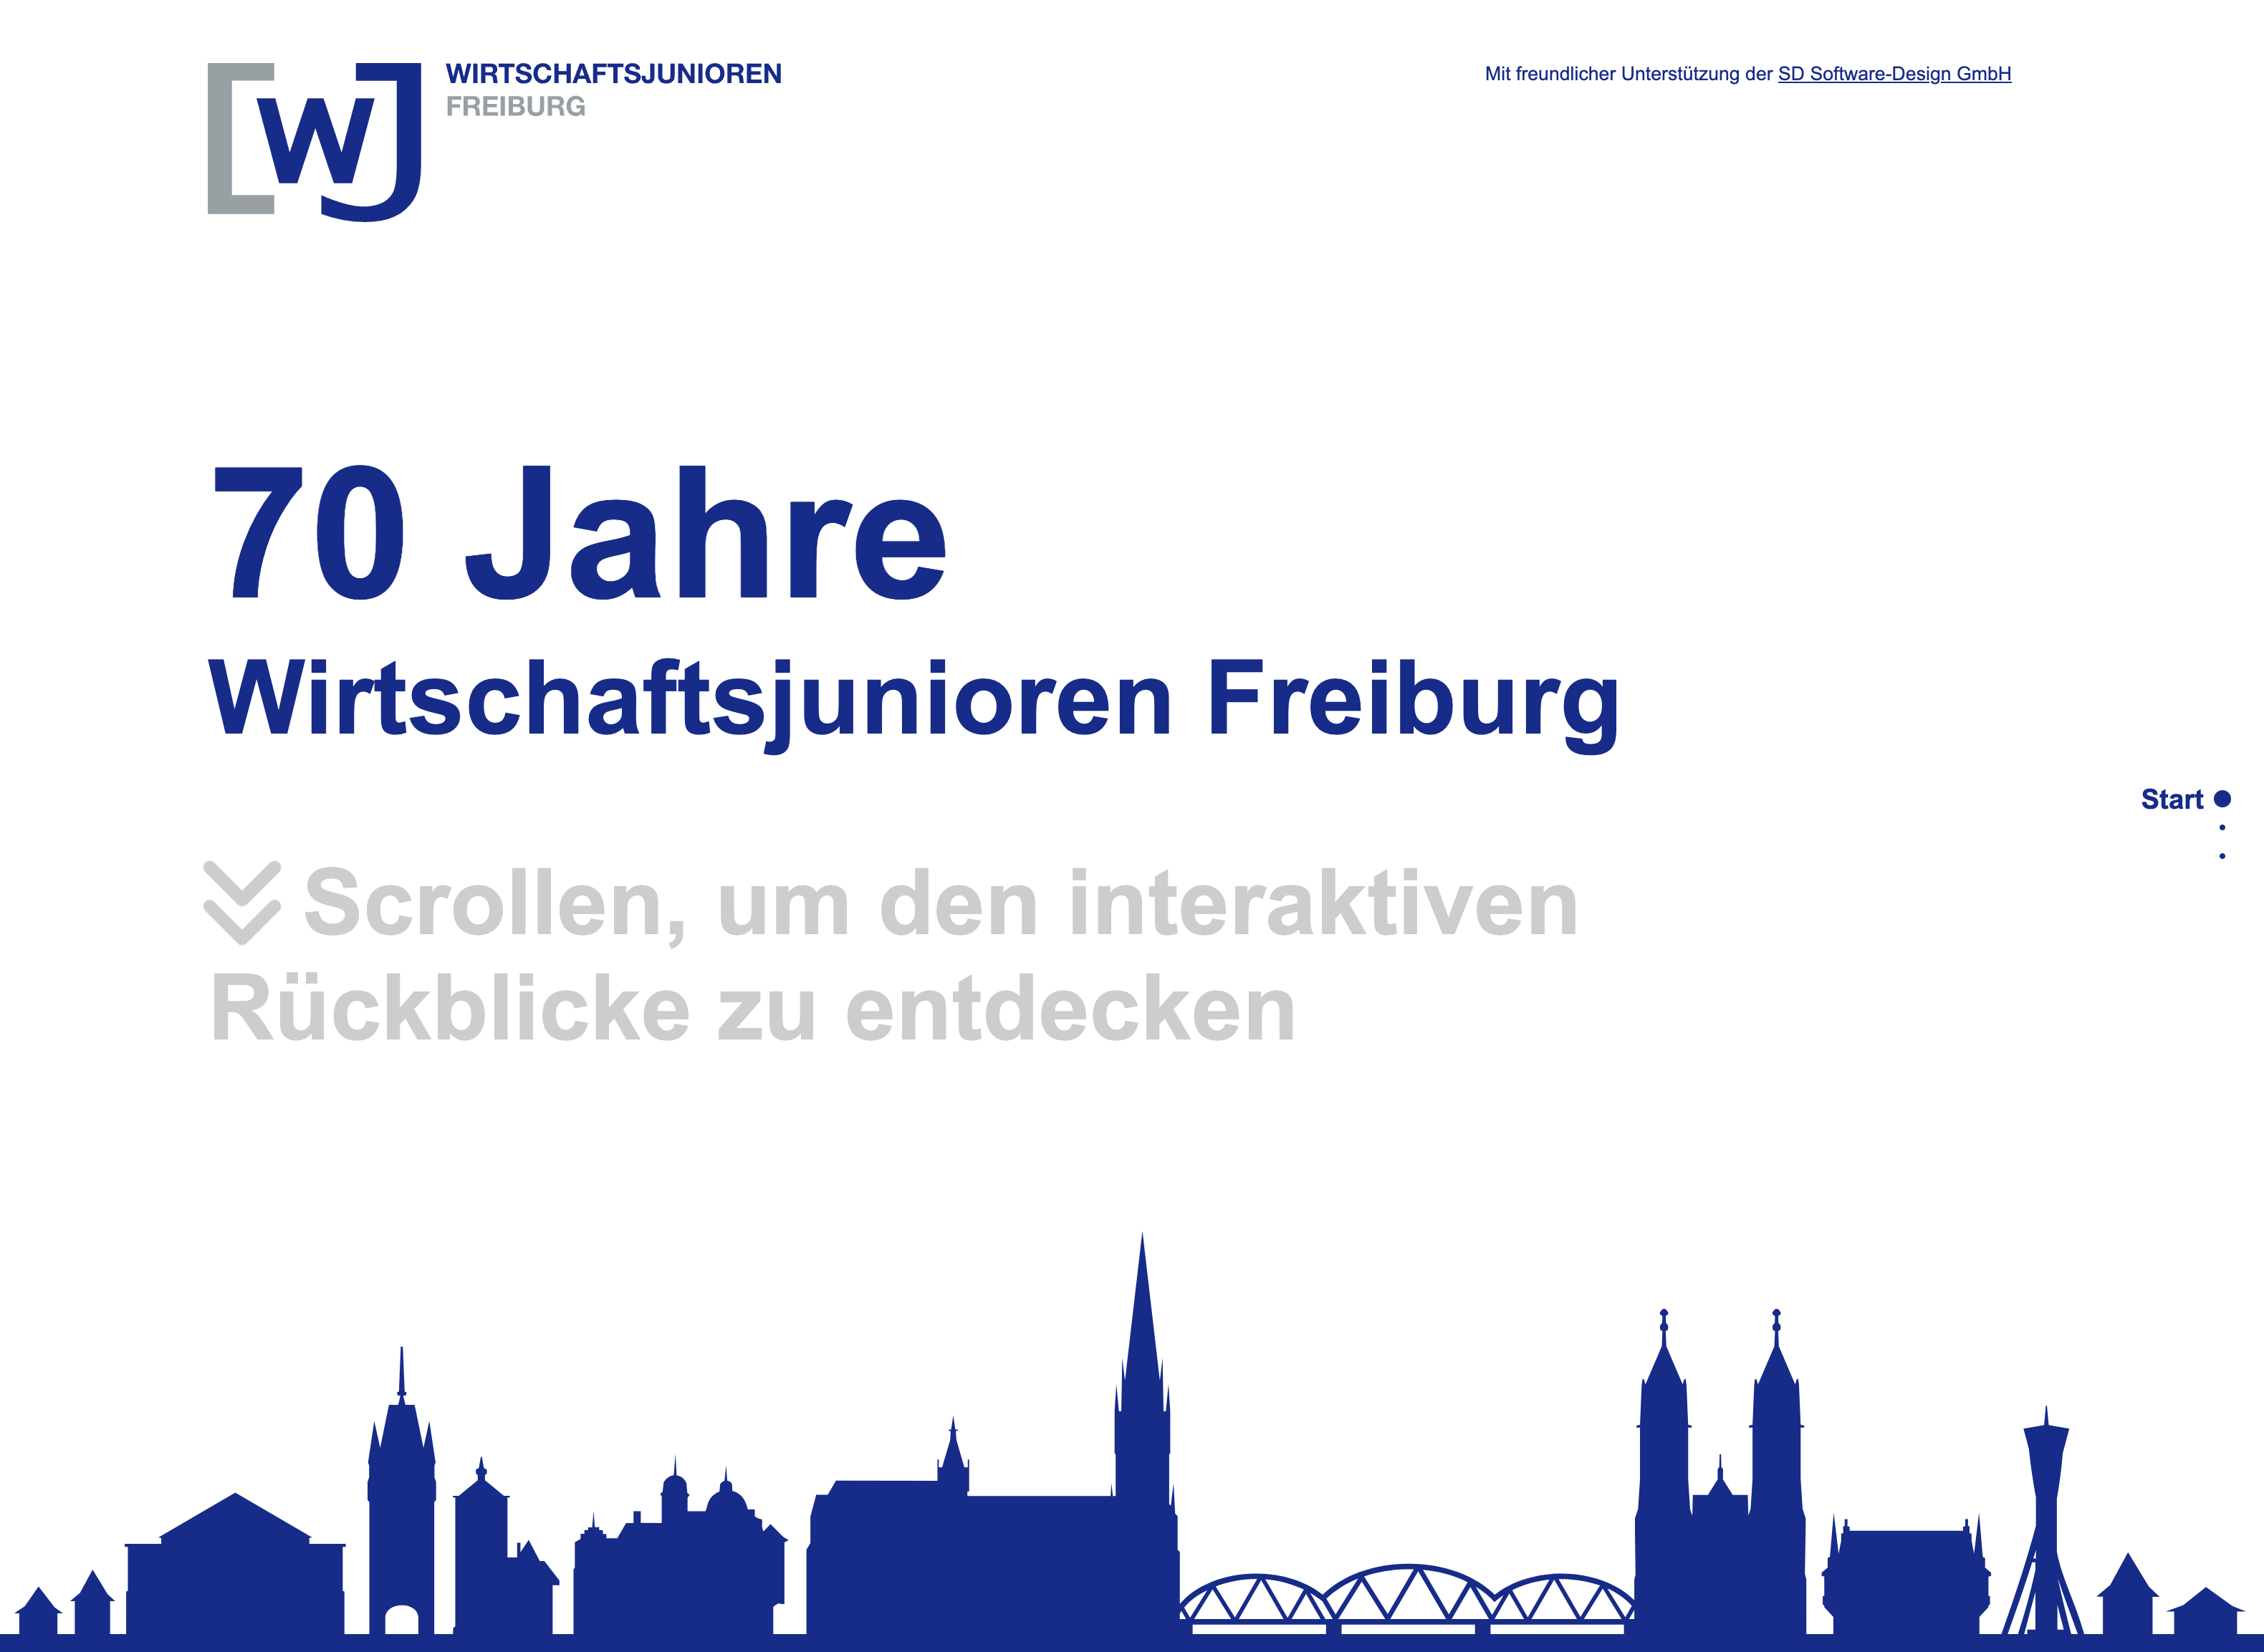 [WJ
WIRTSCHAFTSJUNIOREN
FREIBURG
Mit freundlicher Unterstützung der SD Software-Design GmbH
70 Jahre
Wirtschaftsjunioren Freiburg
Start
Scrollen, um den interaktiven
Rückblicke zu entdecken